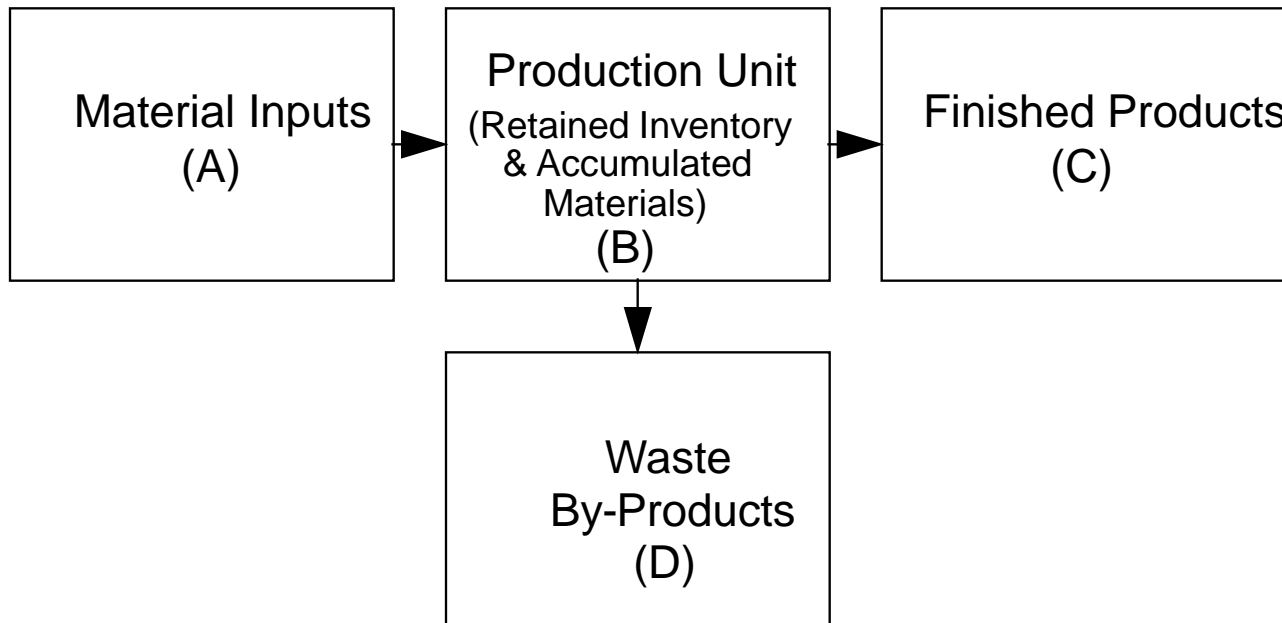 Material Inputs
(A)
Production Unit
(Retained Inventory
& Accumulated
Materials)
(B)
Finished Products
(C)
Waste
By-Products
(D)